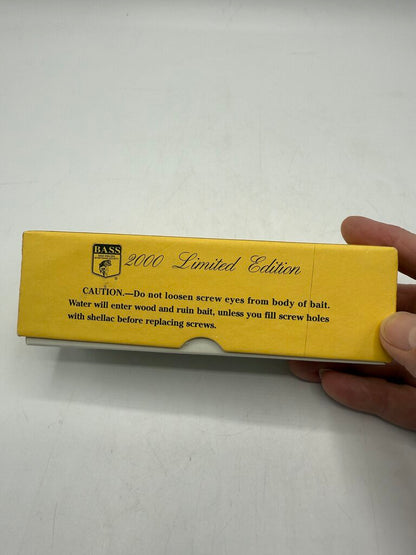 BASS
2000 Limited Edition
CAUTION.—Do not loosen screw eyes from body of bait.
Water will enter wood and ruin bait, unless you fill screw holes
with shellac before replacing screws.